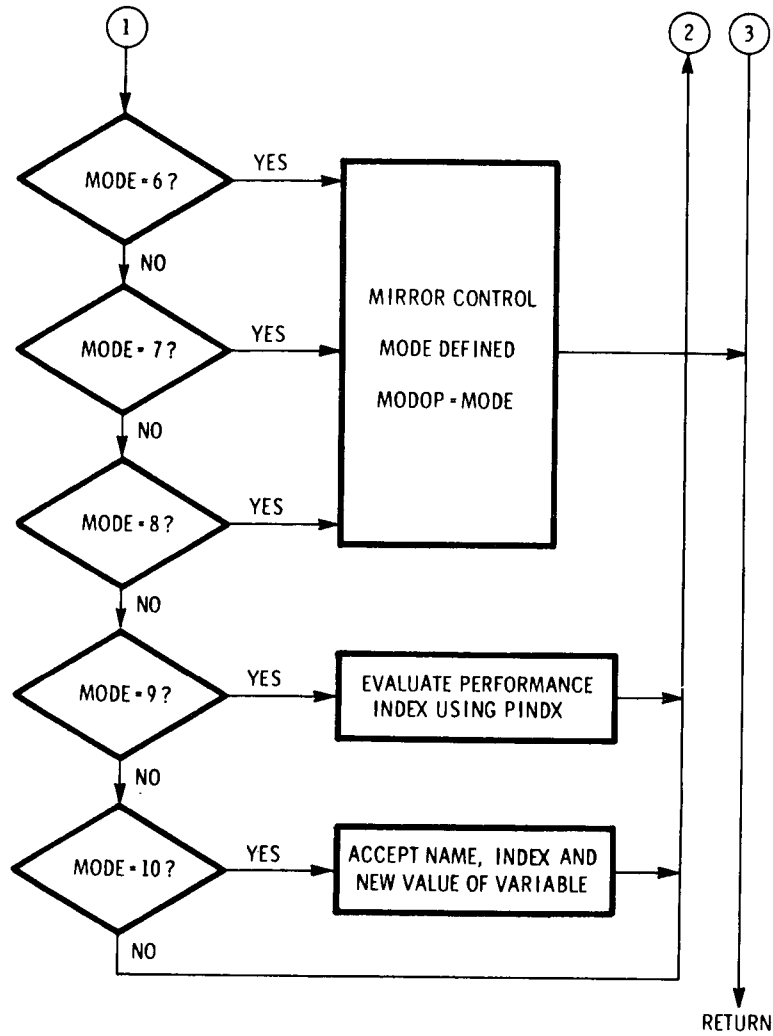 1
2
3
MODE = 6 ?
YES
NO
MIRROR CONTROL
MODE DEFINED
MODOP = MODE
MODE = 7 ?
YES
NO
MODE = 8 ?
YES
NO
MODE = 9 ?
YES
EVALUATE PERFORMANCE
INDEX USING PINDX
NO
MODE = 10 ?
YES
ACCEPT NAME, INDEX AND
NEW VALUE OF VARIABLE
NO
RETURN